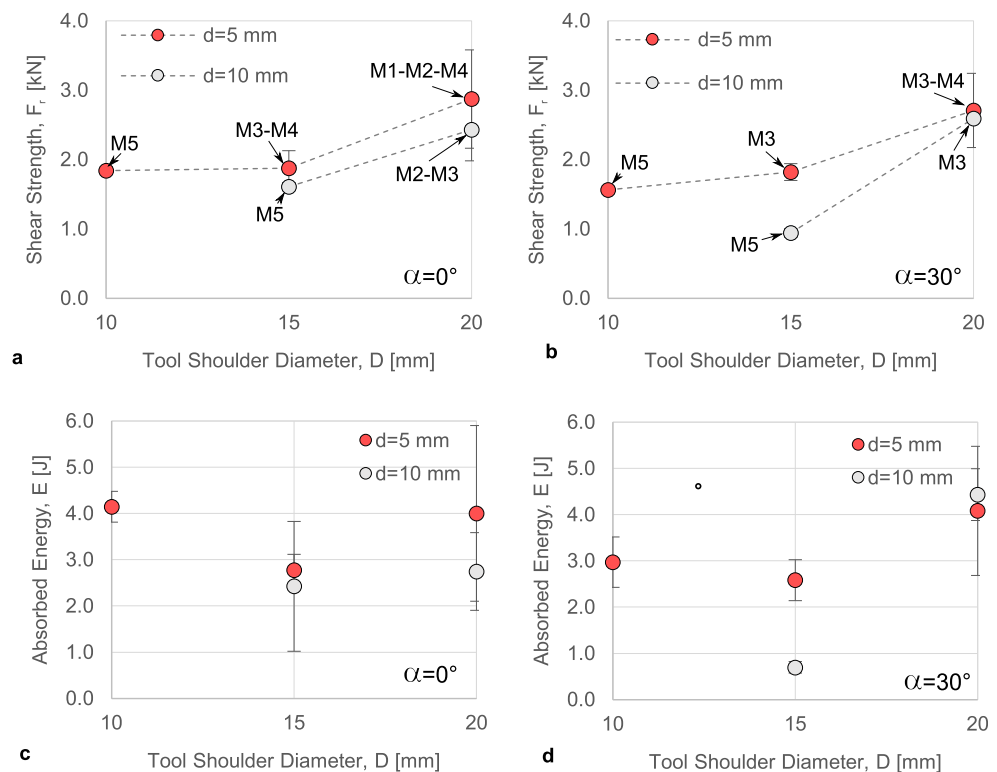 4.0
3.0
2.0
1.0
0.0
Shear Strength, Fr [kN]
d=5 mm
d=10 mm
M1-M2-M4
M3-M4
M5
M2-M3
M5
α=0°
10
15
20
a
Tool Shoulder Diameter, D [mm]
4.0
3.0
2.0
1.0
0.0
Shear Strength, Fr [kN]
d=5 mm
d=10 mm
M3-M4
M3
M5
M3
M5
α=30°
10
15
20
b
Tool Shoulder Diameter, D [mm]
6.0
5.0
4.0
3.0
2.0
1.0
0.0
Absorbed Energy, E [J]
d=5 mm
d=10 mm
α=0°
10
15
20
c
Tool Shoulder Diameter, D [mm]
6.0
5.0
4.0
3.0
2.0
1.0
0.0
Absorbed Energy, E [J]
d=5 mm
d=10 mm
α=30°
10
15
20
d
Tool Shoulder Diameter, D [mm]